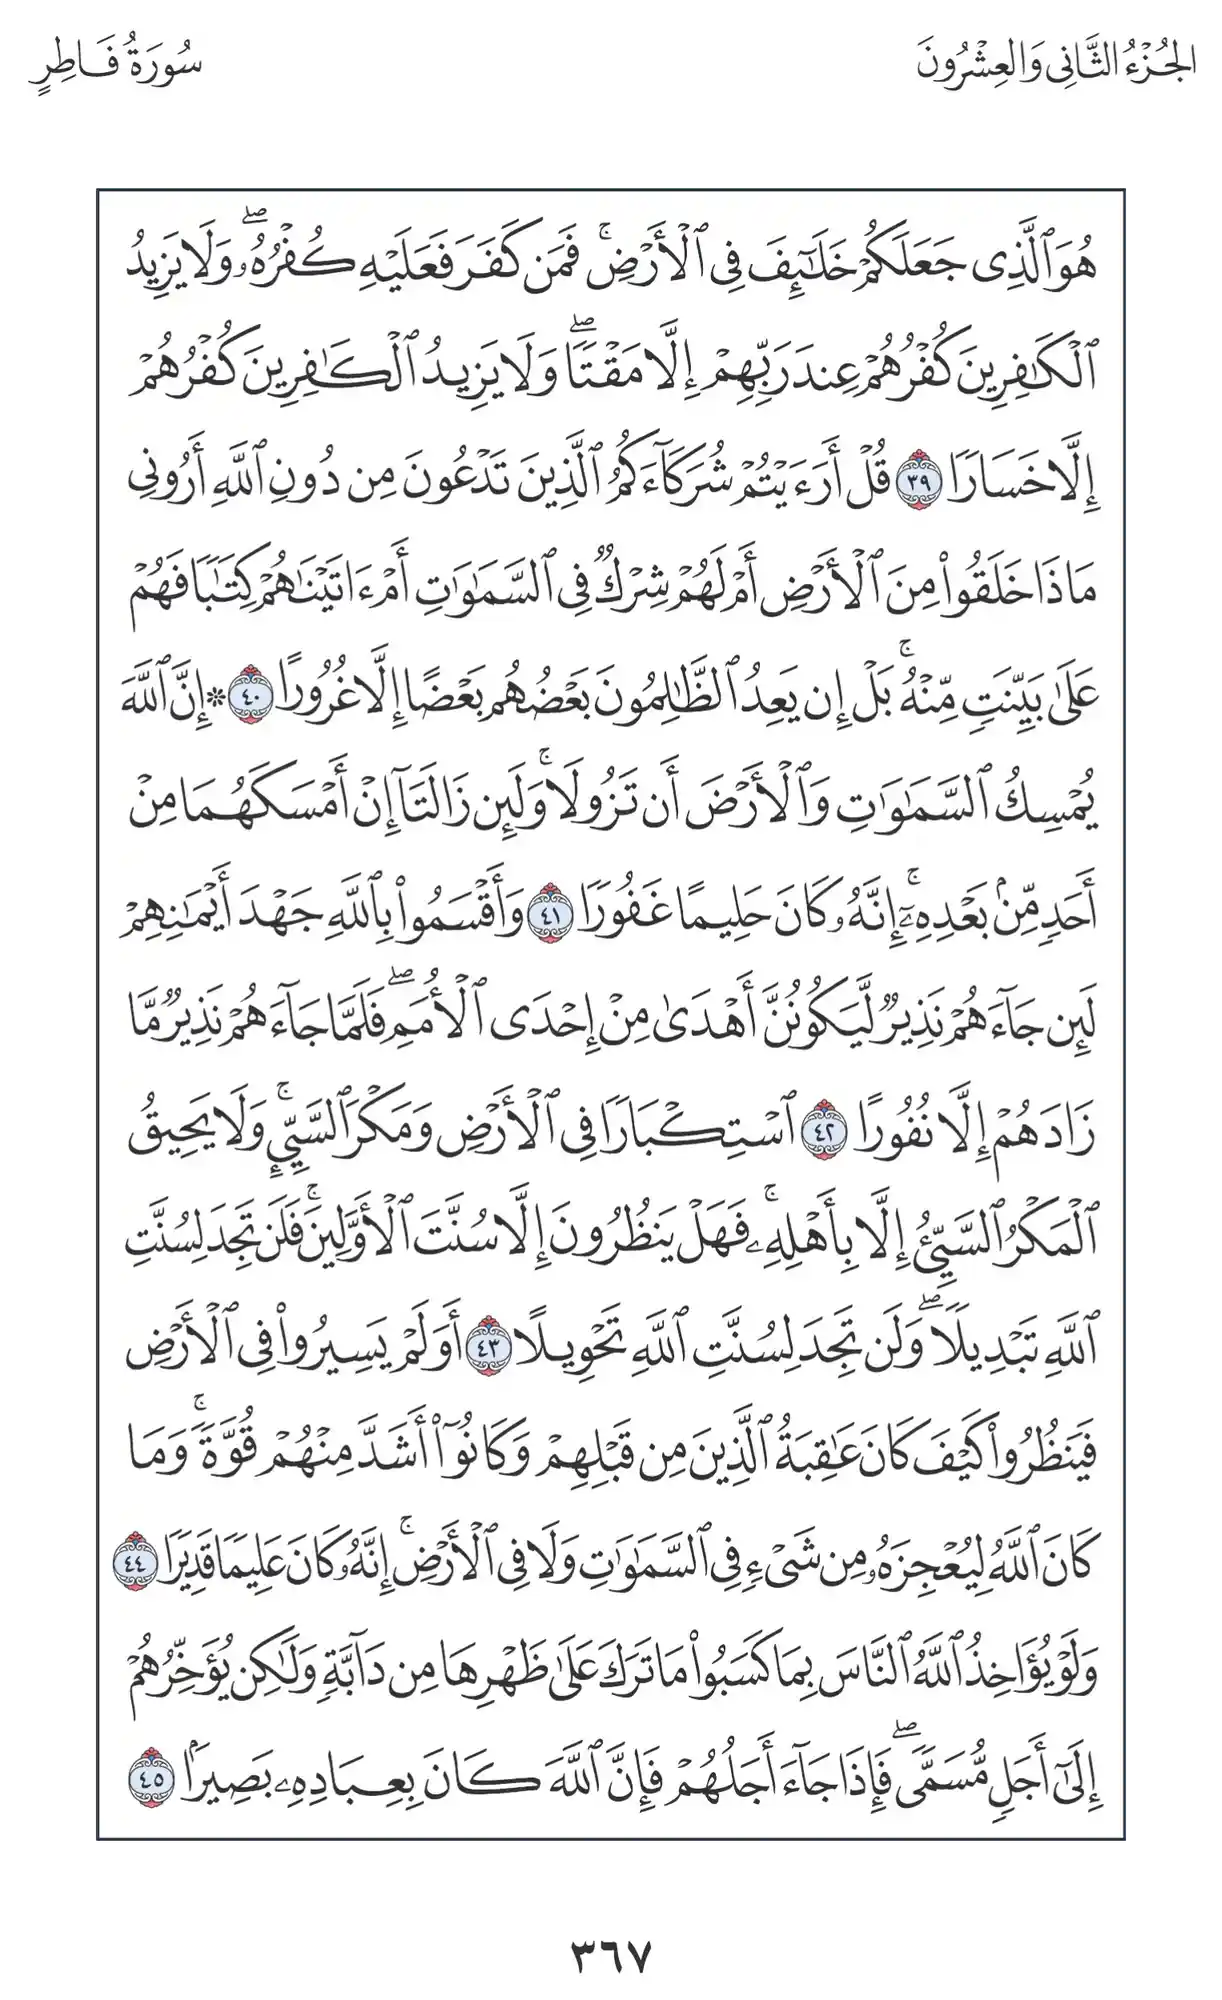 الجُزْءُ الثَّانِي وَالعِشْرُونَ
سُورَةُ فَاطِرٍ
هُوَ ٱلَّذِى جَعَلَكُمْ خَلَٰٓئِفَ فِى ٱلْأَرْضِۚ فَمَن كَفَرَ فَعَلَيْهِ كُفْرُهُۥۖ وَلَا يَزِيدُ
ٱلْكَٰفِرِينَ كُفْرُهُمْ عِندَ رَبِّهِمْ إِلَّا مَقْتًاۖ وَلَا يَزِيدُ ٱلْكَٰفِرِينَ كُفْرُهُمْ
إِلَّا خَسَارًا ٣٩ قُلْ أَرَءَيْتُمْ شُرَكَآءَكُمُ ٱلَّذِينَ تَدْعُونَ مِن دُونِ ٱللَّهِ أَرُونِى
مَاذَا خَلَقُوا۟ مِنَ ٱلْأَرْضِ أَمْ لَهُمْ شِرْكٌ فِى ٱلسَّمَٰوَٰتِ أَمْ ءَاتَيْنَٰهُمْ كِتَٰبًا فَهُمْ
عَلَىٰ بَيِّنَتٍ مِّنْهُۚ بَلْ إِن يَعِدُ ٱلظَّٰلِمُونَ بَعْضُهُم بَعْضًا إِلَّا غُرُورًا ٤٠ ۞ إِنَّ ٱللَّهَ
يُمْسِكُ ٱلسَّمَٰوَٰتِ وَٱلْأَرْضَ أَن تَزُولَاۚ وَلَئِن زَالَتَآ إِنْ أَمْسَكَهُمَا مِنْ
أَحَدٍ مِّنۢ بَعْدِهِۦٓۚ إِنَّهُۥ كَانَ حَلِيمًا غَفُورًا ٤١ وَأَقْسَمُوا۟ بِٱللَّهِ جَهْدَ أَيْمَٰنِهِمْ
لَئِن جَآءَهُمْ نَذِيرٌ لَّيَكُونُنَّ أَهْدَىٰ مِنْ إِحْدَى ٱلْأُمَمِۖ فَلَمَّا جَآءَهُمْ نَذِيرٌ مَّا
زَادَهُمْ إِلَّا نُفُورًا ٤٢ ٱسْتِكْبَارًا فِى ٱلْأَرْضِ وَمَكْرَ ٱلسَّيِّئِۚ وَلَا يَحِيقُ
ٱلْمَكْرُ ٱلسَّيِّئُ إِلَّا بِأَهْلِهِۦۚ فَهَلْ يَنظُرُونَ إِلَّا سُنَّتَ ٱلْأَوَّلِينَۚ فَلَن تَجِدَ لِسُنَّتِ
ٱللَّهِ تَبْدِيلًاۖ وَلَن تَجِدَ لِسُنَّتِ ٱللَّهِ تَحْوِيلًا ٤٣ أَوَلَمْ يَسِيرُوا۟ فِى ٱلْأَرْضِ
فَيَنظُرُوا۟ كَيْفَ كَانَ عَٰقِبَةُ ٱلَّذِينَ مِن قَبْلِهِمْ وَكَانُوٓا۟ أَشَدَّ مِنْهُمْ قُوَّةًۚ وَمَا
كَانَ ٱللَّهُ لِيُعْجِزَهُۥ مِن شَىْءٍ فِى ٱلسَّمَٰوَٰتِ وَلَا فِى ٱلْأَرْضِۚ إِنَّهُۥ كَانَ عَلِيمًا قَدِيرًا ٤٤
وَلَوْ يُؤَاخِذُ ٱللَّهُ ٱلنَّاسَ بِمَا كَسَبُوا۟ مَا تَرَكَ عَلَىٰ ظَهْرِهَا مِن دَآبَّةٍ وَلَٰكِن يُؤَخِّرُهُمْ
إِلَىٰٓ أَجَلٍ مُّسَمًّىۖ فَإِذَا جَآءَ أَجَلُهُمْ فَإِنَّ ٱللَّهَ كَانَ بِعِبَادِهِۦ بَصِيرًۢا ٤٥
٣٦٧